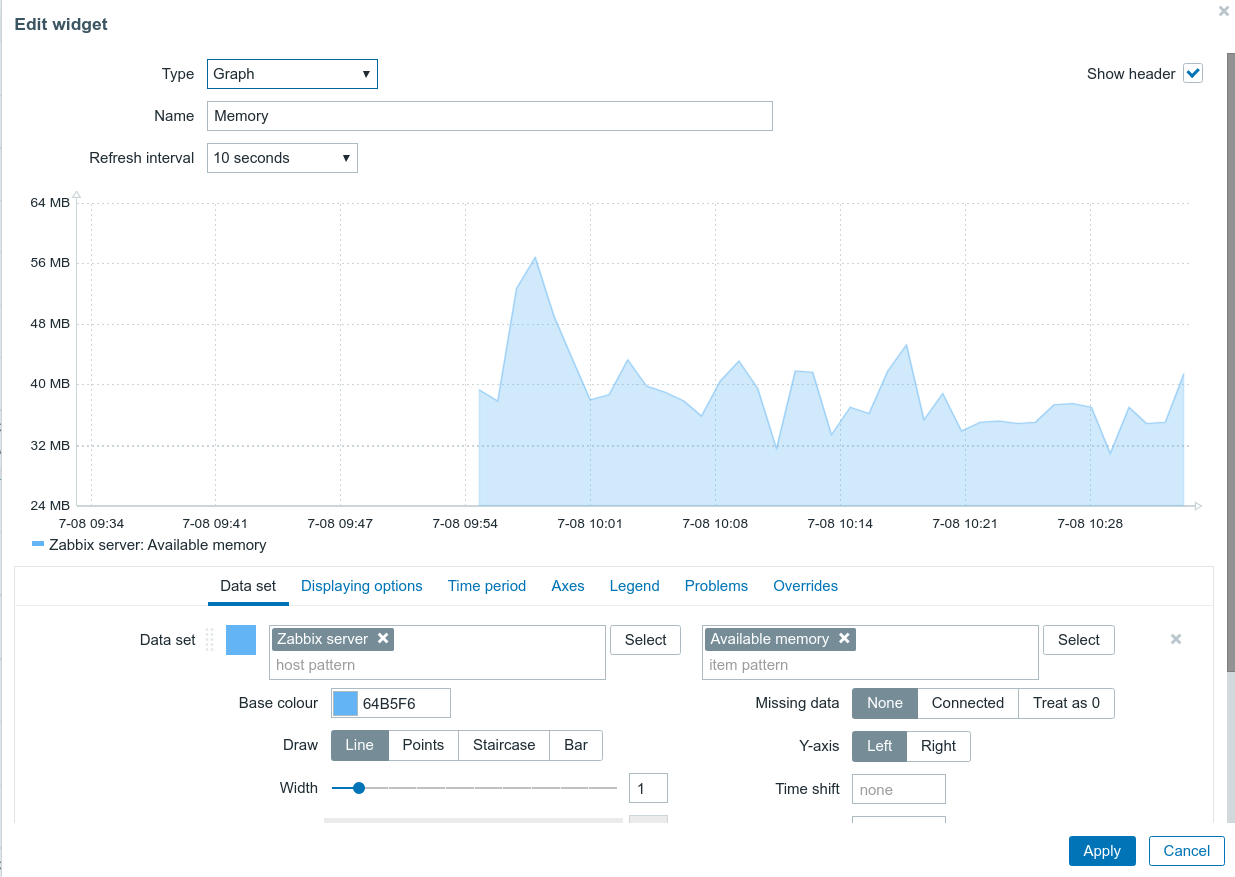 Edit widget
Type Graph Show header
Name Memory
Refresh interval 10 seconds
64 MB
56 MB
48 MB
40 MB
32 MB
24 MB
7-08 09:34 7-08 09:41 7-08 09:47 7-08 09:54 7-08 10:01 7-08 10:08 7-08 10:14 7-08 10:21 7-08 10:28
Zabbix server: Available memory
Data set Displaying options Time period Axes Legend Problems Overrides
Data set Zabbix server Select Available memory Select
host pattern item pattern
Base colour 64B5F6 Missing data None Connected Treat as 0
Draw Line Points Staircase Bar Y-axis Left Right
Width 1 Time shift none
Apply Cancel